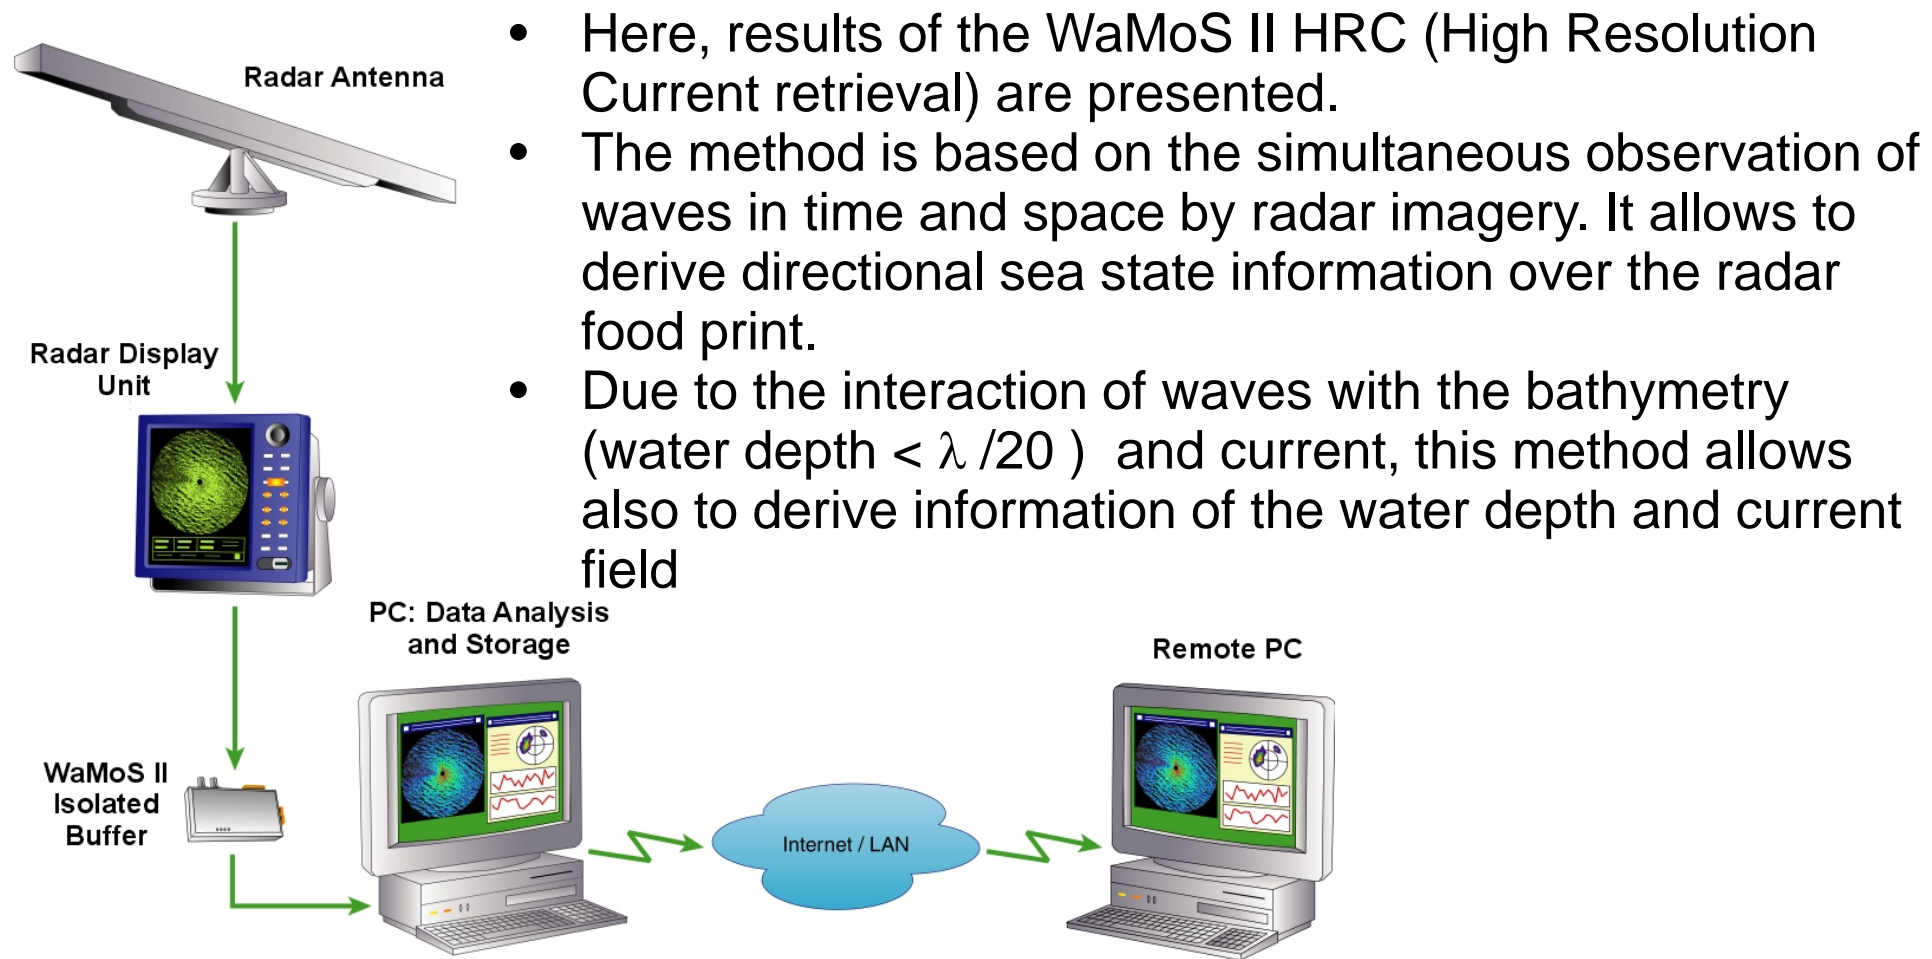 • Here, results of the WaMoS II HRC (High Resolution
Current retrieval) are presented.
• The method is based on the simultaneous observation of
waves in time and space by radar imagery. It allows to
derive directional sea state information over the radar
food print.
• Due to the interaction of waves with the bathymetry
(water depth < λ /20 ) and current, this method allows
also to derive information of the water depth and current
field
Radar Antenna
Radar Display
Unit
WaMoS II
Isolated
Buffer
PC: Data Analysis
and Storage
Internet / LAN
Remote PC